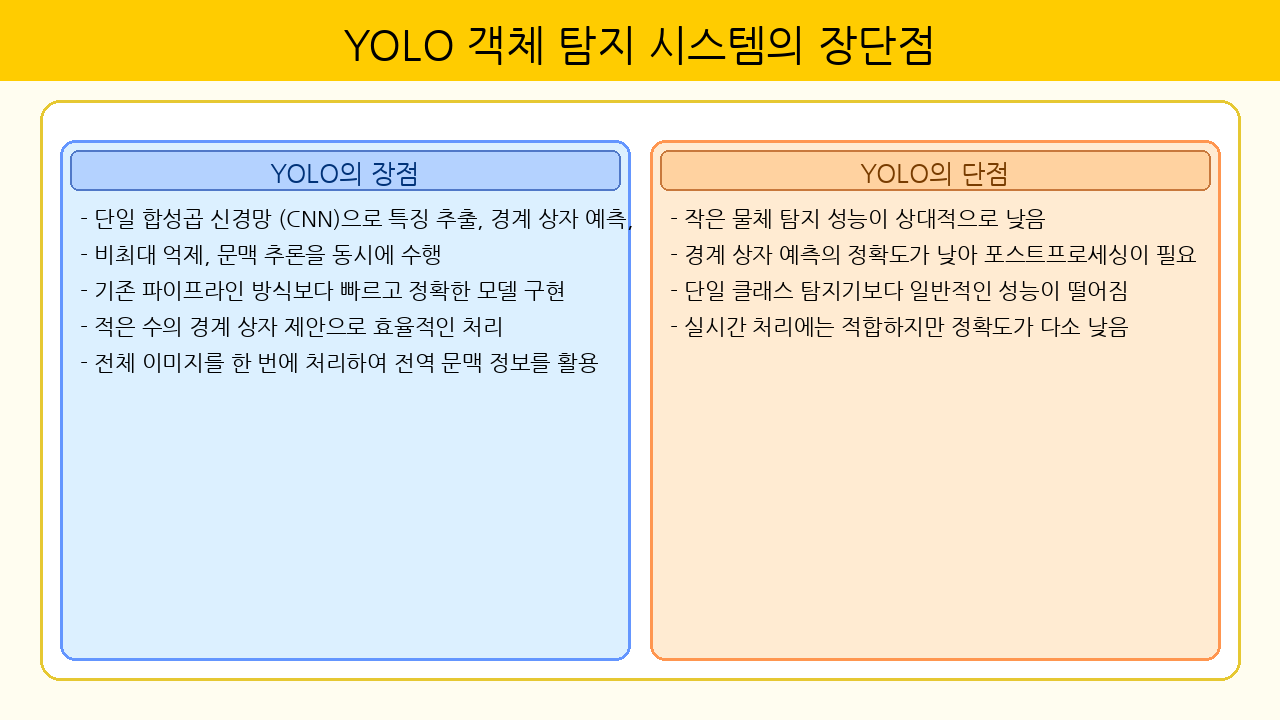 YOLO 객체 탐지 시스템의 장단점
YOLO의 장점
- 단일 합성곱 신경망 (CNN)으로 특징 추출, 경계 상자 예측,
- 비최대 억제, 문맥 추론을 동시에 수행
- 기존 파이프라인 방식보다 빠르고 정확한 모델 구현
- 적은 수의 경계 상자 제안으로 효율적인 처리
- 전체 이미지를 한 번에 처리하여 전역 문맥 정보를 활용
YOLO의 단점
- 작은 물체 탐지 성능이 상대적으로 낮음
- 경계 상자 예측의 정확도가 낮아 포스트프로세싱이 필요
- 단일 클래스 탐지기보다 일반적인 성능이 떨어짐
- 실시간 처리에는 적합하지만 정확도가 다소 낮음